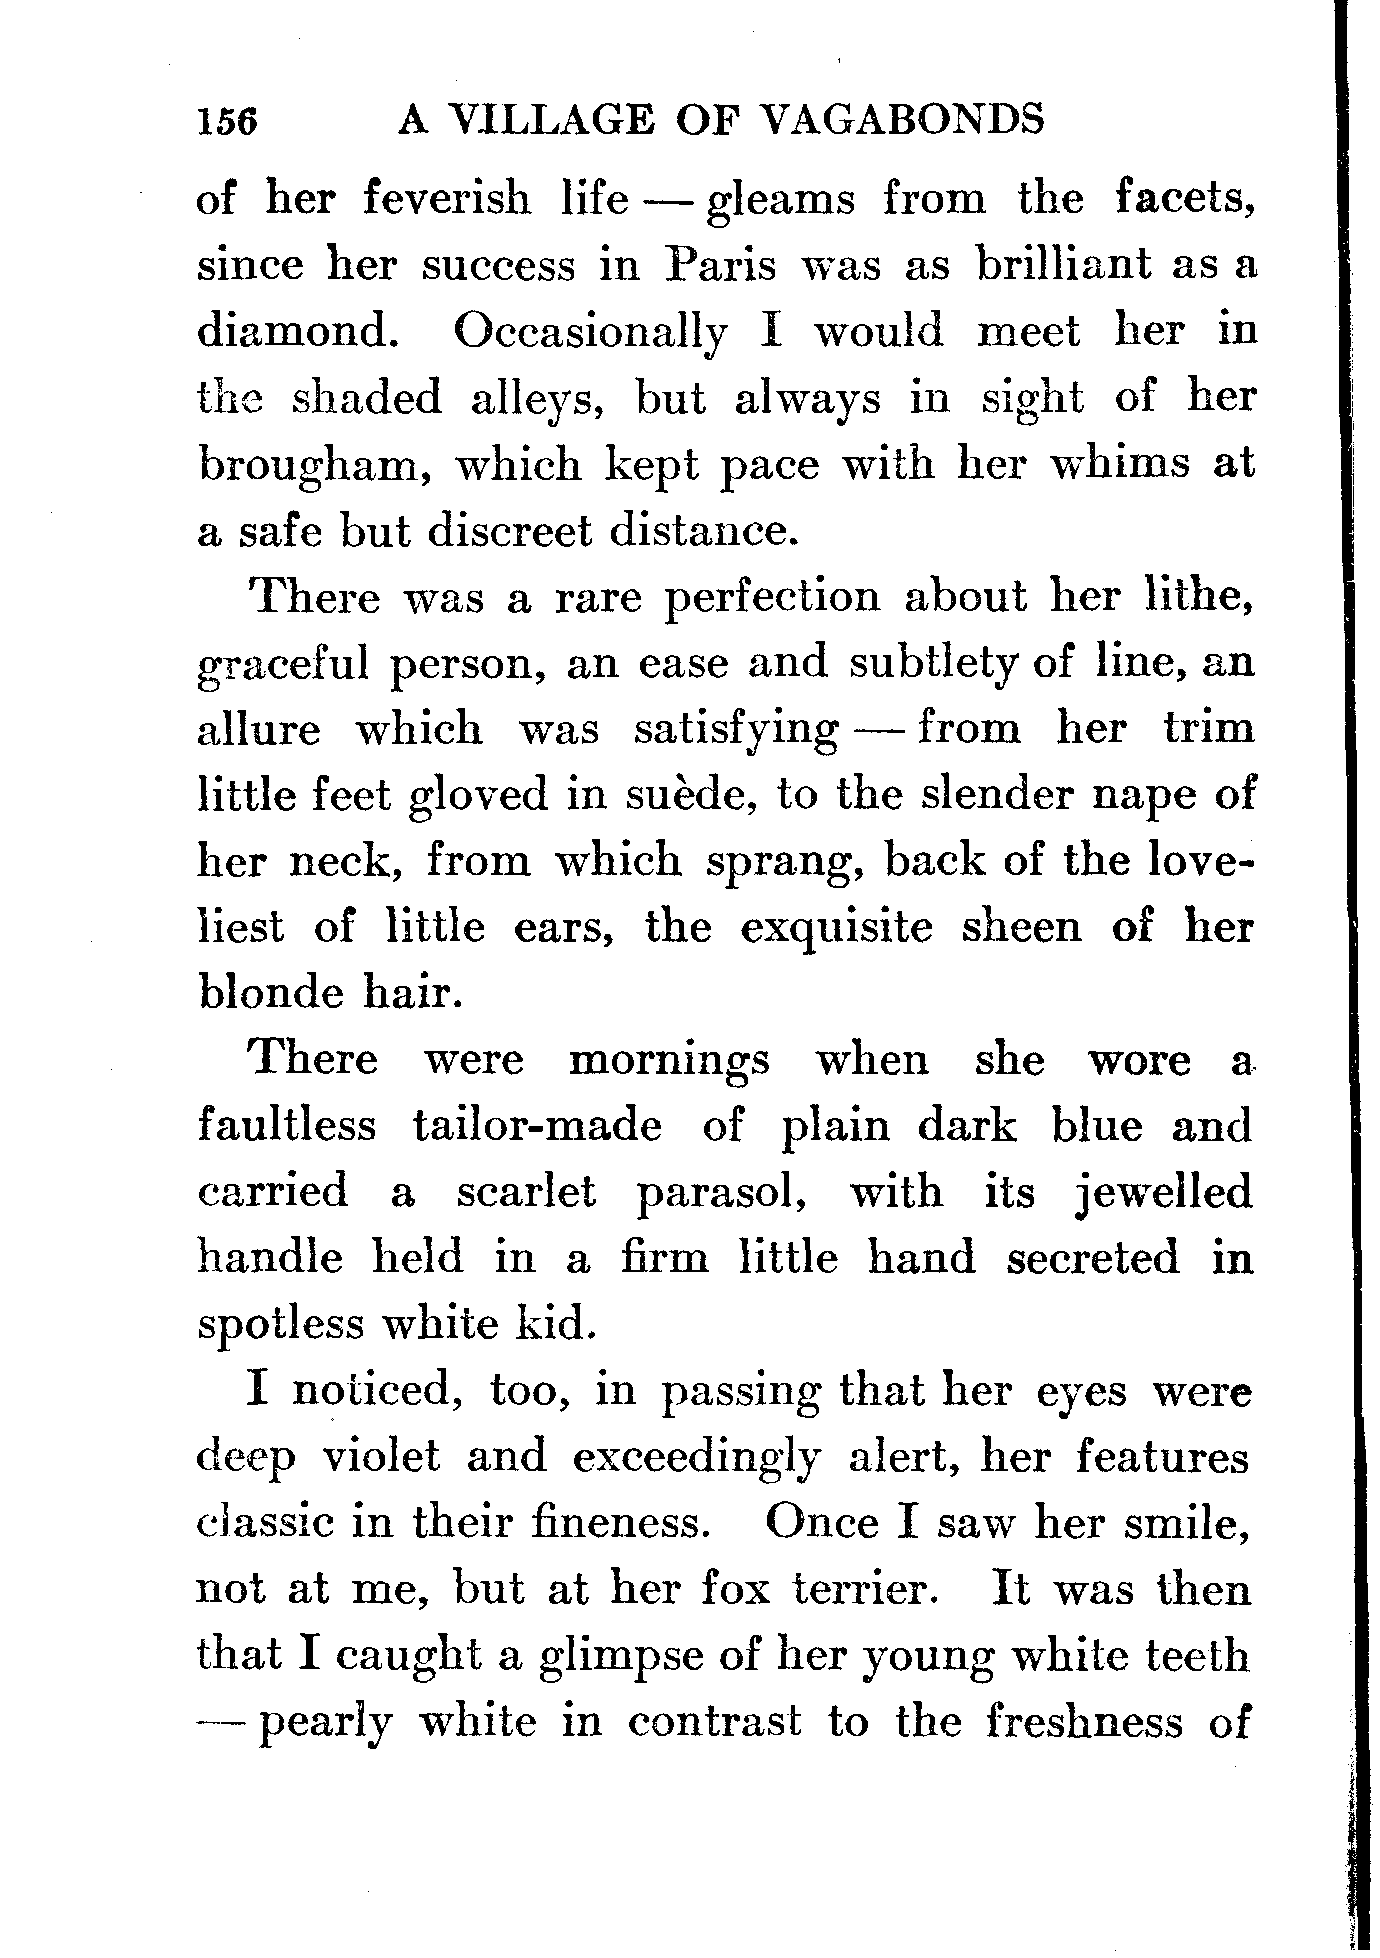 156 A VILLAGE OF VAGABONDS
of her feverish life — gleams from the facets,
since her success in Paris was as brilliant as a
diamond. Occasionally I would meet her in
the shaded alleys, but always in sight of her
brougham, which kept pace with her whims at
a safe but discreet distance.
There was a rare perfection about her lithe,
graceful person, an ease and subtlety of line, an
allure which was satisfying — from her trim
little feet gloved in suède, to the slender nape of
her neck, from which sprang, back of the love-
liest of little ears, the exquisite sheen of her
blonde hair.
There were mornings when she wore a
faultless tailor-made of plain dark blue and
carried a scarlet parasol, with its jewelled
handle held in a firm little hand secreted in
spotless white kid.
I noticed, too, in passing that her eyes were
deep violet and exceedingly alert, her features
classic in their fineness. Once I saw her smile,
not at me, but at her fox terrier. It was then
that I caught a glimpse of her young white teeth
— pearly white in contrast to the freshness of